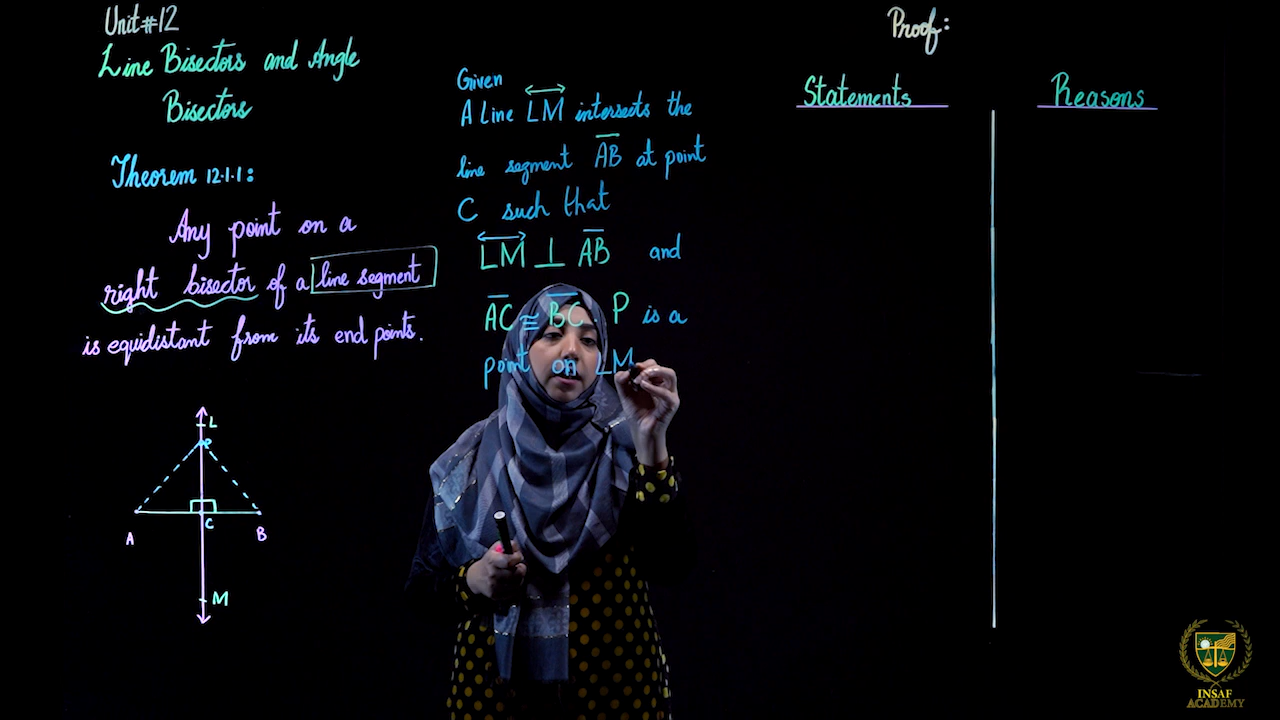 Unit#12
Line Bisectors and Angle
Bisectors
Theorem 12.1.1:
Any point on a
right bisector of a line segment
is equidistant from its end points.
L
P
C
A
B
M
Given
A line LM intersects the
line segment AB at point
C such that
LM ⊥ AB and
AC ≅ BC . P is a
point on LM
Proof:
Statements
Reasons
INSAF
ACADEMY